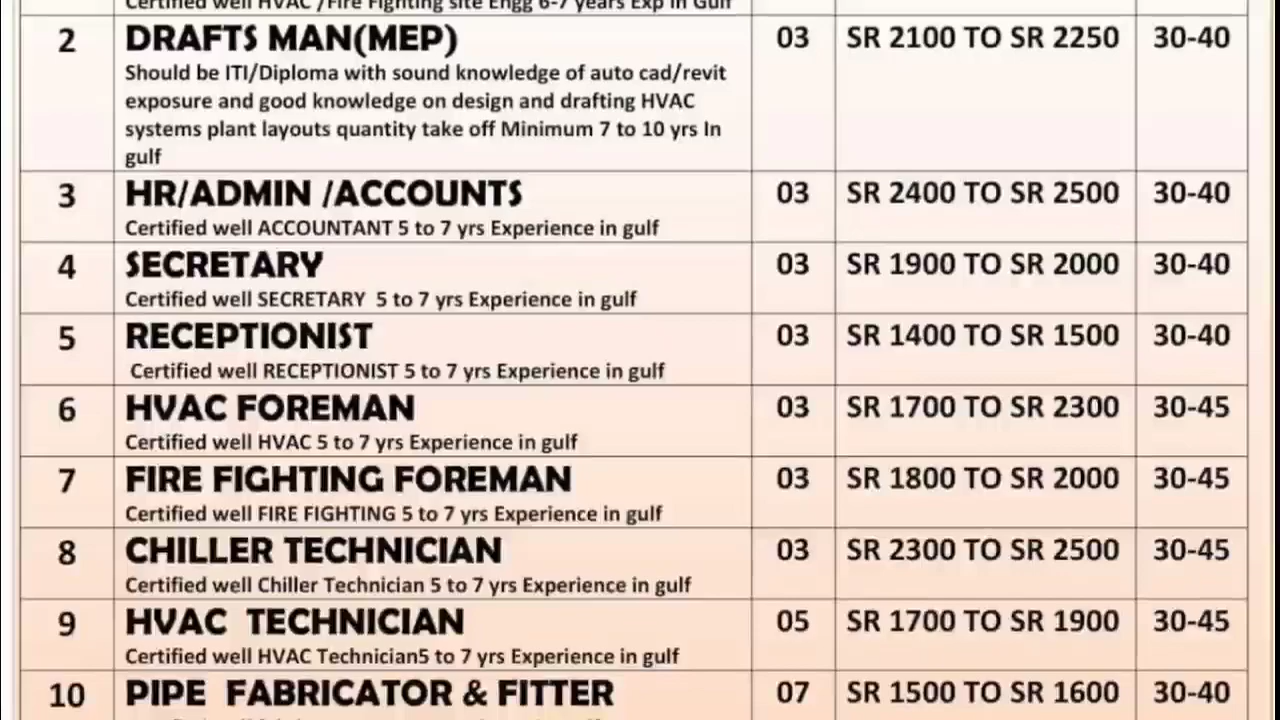 Certified well HVAC /Fire Fighting site Engg 6-7 years Exp in Gulf
2 DRAFTS MAN(MEP) 03 SR 2100 TO SR 2250 30-40
Should be ITI/Diploma with sound knowledge of auto cad/revit
exposure and good knowledge on design and drafting HVAC
systems plant layouts quantity take off Minimum 7 to 10 yrs In
gulf
3 HR/ADMIN /ACCOUNTS 03 SR 2400 TO SR 2500 30-40
Certified well ACCOUNTANT 5 to 7 yrs Experience in gulf
4 SECRETARY 03 SR 1900 TO SR 2000 30-40
Certified well SECRETARY 5 to 7 yrs Experience in gulf
5 RECEPTIONIST 03 SR 1400 TO SR 1500 30-40
Certified well RECEPTIONIST 5 to 7 yrs Experience in gulf
6 HVAC FOREMAN 03 SR 1700 TO SR 2300 30-45
Certified well HVAC 5 to 7 yrs Experience in gulf
7 FIRE FIGHTING FOREMAN 03 SR 1800 TO SR 2000 30-45
Certified well FIRE FIGHTING 5 to 7 yrs Experience in gulf
8 CHILLER TECHNICIAN 03 SR 2300 TO SR 2500 30-45
Certified well Chiller Technician 5 to 7 yrs Experience in gulf
9 HVAC TECHNICIAN 05 SR 1700 TO SR 1900 30-45
Certified well HVAC Technician5 to 7 yrs Experience in gulf
10 PIPE FABRICATOR & FITTER 07 SR 1500 TO SR 1600 30-40